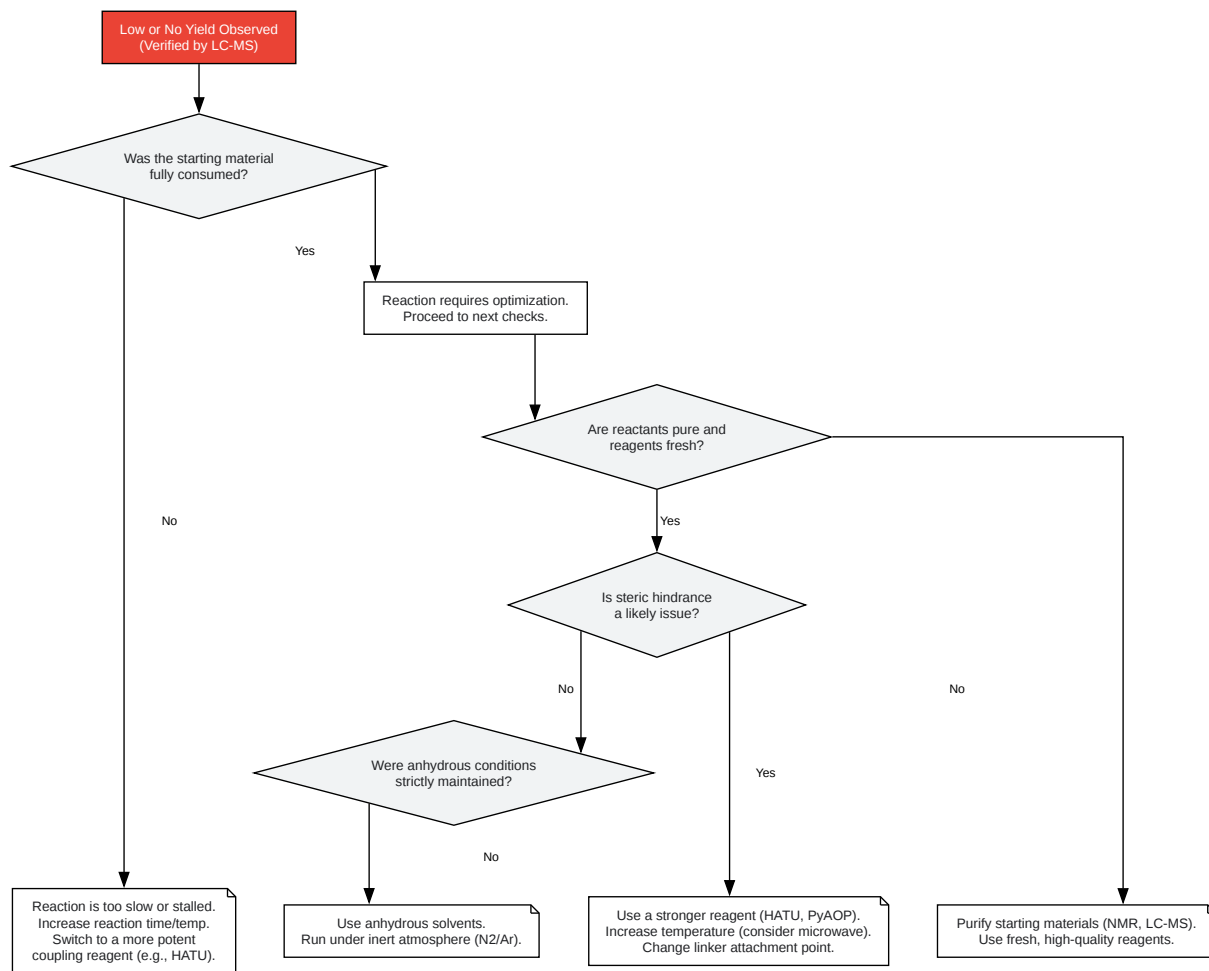 Low or No Yield Observed
(Verified by LC-MS)
Was the starting material
fully consumed?
Yes
Reaction requires optimization.
Proceed to next checks.
Are reactants pure and
reagents fresh?
No
Yes
Is steric hindrance
a likely issue?
No
No
Were anhydrous conditions
strictly maintained?
Yes
No
Reaction is too slow or stalled.
Increase reaction time/temp.
Switch to a more potent
coupling reagent (e.g., HATU).
Use anhydrous solvents.
Run under inert atmosphere (N2/Ar).
Use a stronger reagent (HATU, PyAOP).
Increase temperature (consider microwave).
Change linker attachment point.
Purify starting materials (NMR, LC-MS).
Use fresh, high-quality reagents.